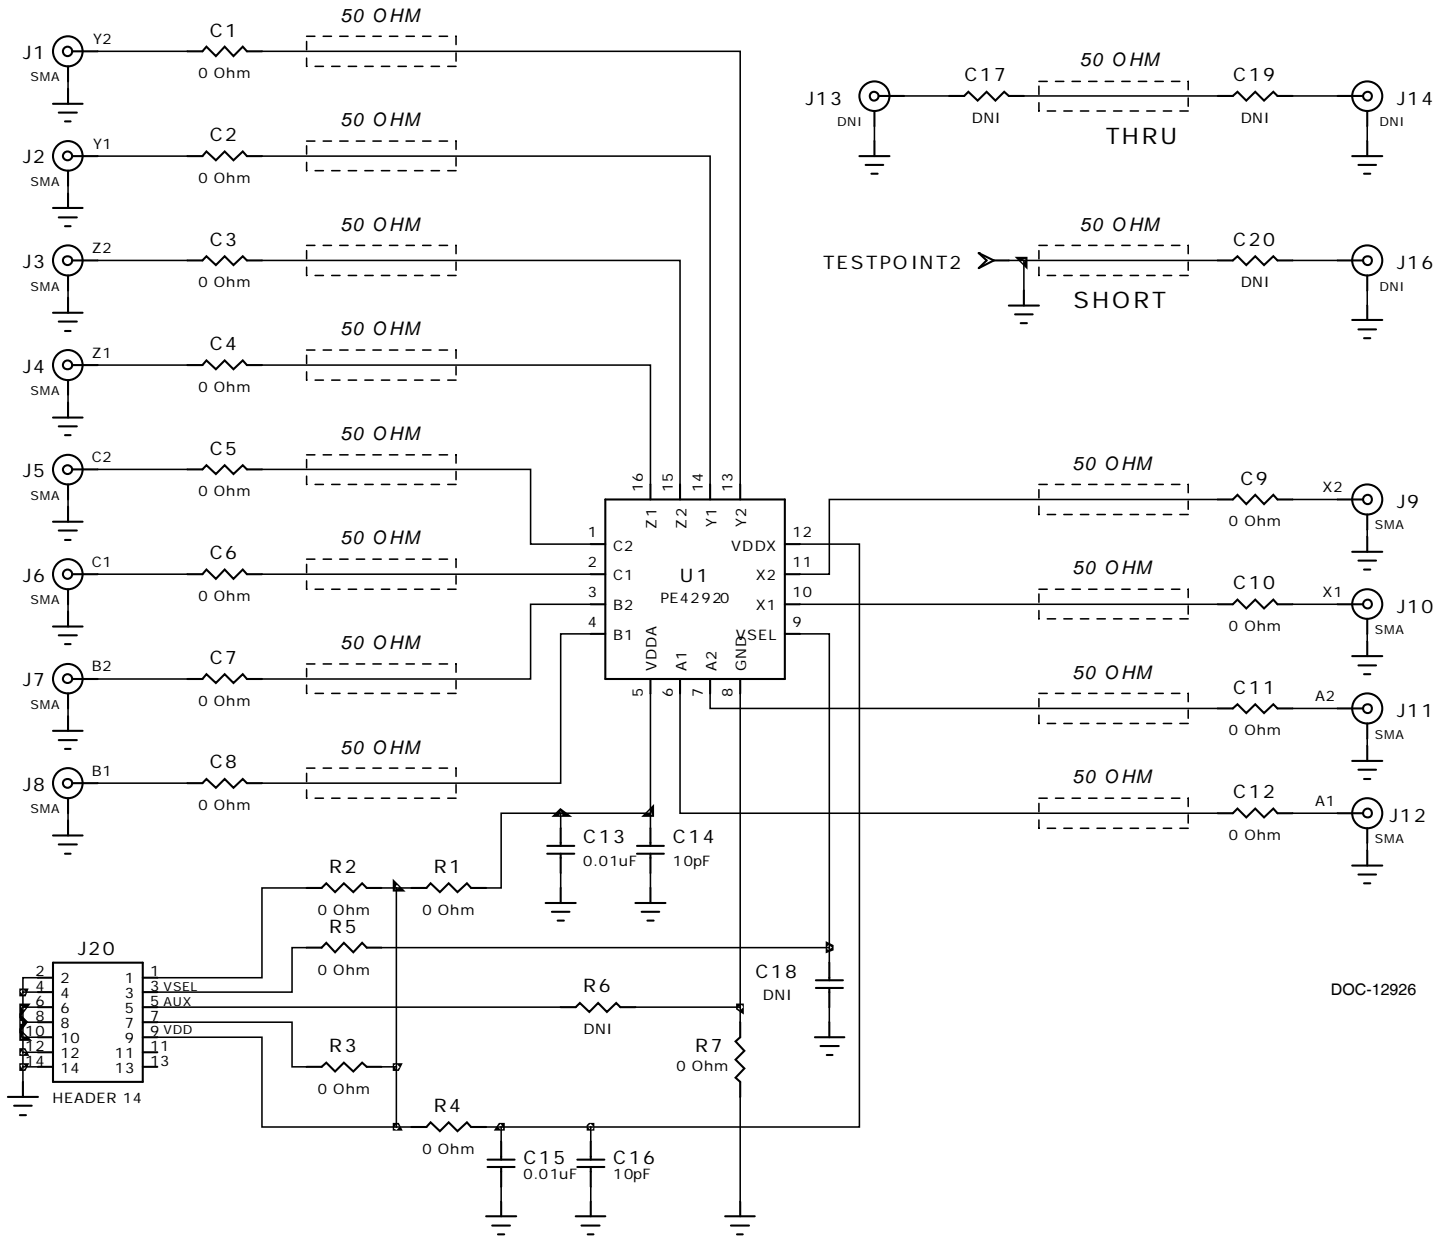 50 OHM
J1
SMA
Y2
C1
0 Ohm
50 OHM
J2
SMA
Y1
C2
0 Ohm
50 OHM
J3
SMA
Z2
C3
0 Ohm
50 OHM
J4
SMA
Z1
C4
0 Ohm
50 OHM
J5
SMA
C2
C5
0 Ohm
50 OHM
J6
SMA
C1
C6
0 Ohm
50 OHM
J7
SMA
B2
C7
0 Ohm
50 OHM
J8
SMA
B1
C8
0 Ohm
50 OHM
J13
DNI
C17
DNI
THRU
C19
DNI
J14
DNI
50 OHM
TESTPOINT2
SHORT
C20
DNI
J16
DNI
16 15 14 13
Z1 Z2 Y1 Y2
1 C2
2 C1
3 B2
4 B1
U1
PE42920
VDDX 12
X2 11
X1 10
VSEL 9
VDDA A1 A2 GND
5 6 7 8
50 OHM
C9
0 Ohm
X2
J9
SMA
50 OHM
C10
0 Ohm
X1
J10
SMA
50 OHM
C11
0 Ohm
A2
J11
SMA
50 OHM
C12
0 Ohm
A1
J12
SMA
C13
0.01uF
C14
10pF
R2
0 Ohm
R1
0 Ohm
R5
0 Ohm
C18
DNI
R6
DNI
R7
0 Ohm
R3
0 Ohm
R4
0 Ohm
C15
0.01uF
C16
10pF
J20
2 2 1 1
4 4 3 3 VSEL
6 6 5 5 AUX
8 8 7 7
10 10 9 9 VDD
12 12 11 11
14 14 13 13
HEADER 14
DOC-12926